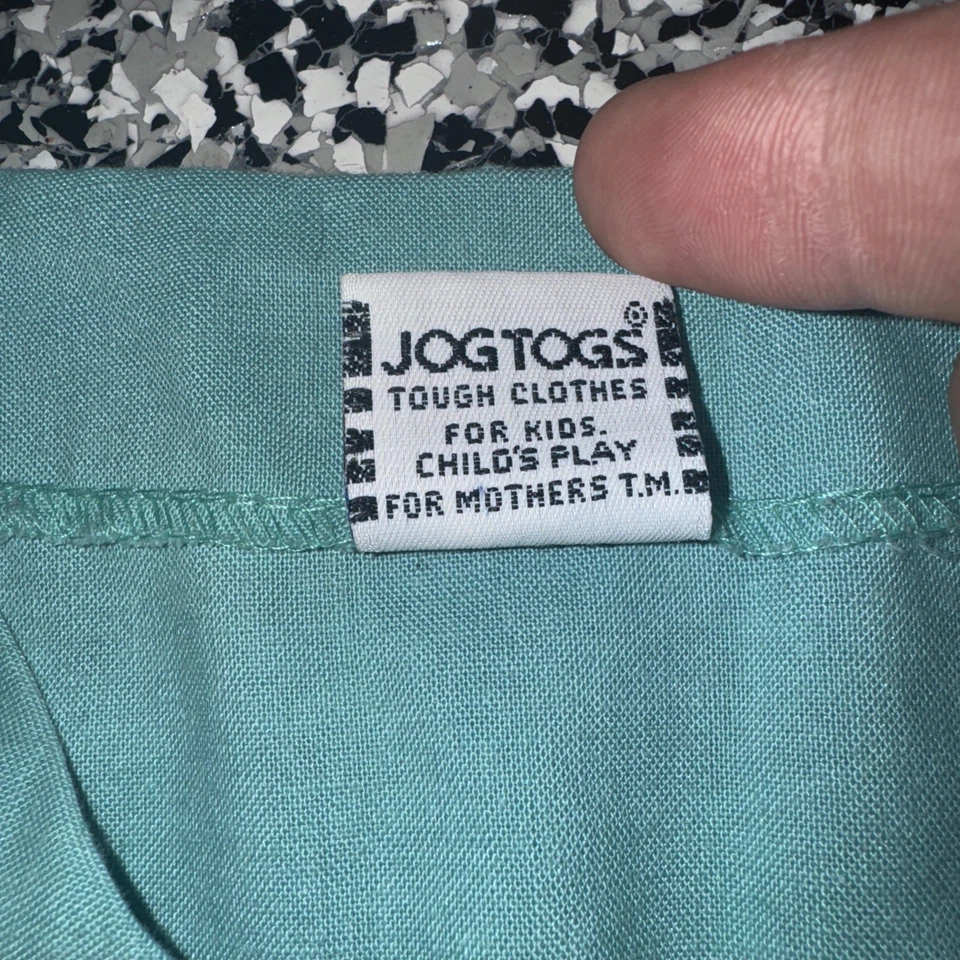 JOGTOGS®
TOUGH CLOTHES
FOR KIDS.
CHILD'S PLAY
FOR MOTHERS T.M.